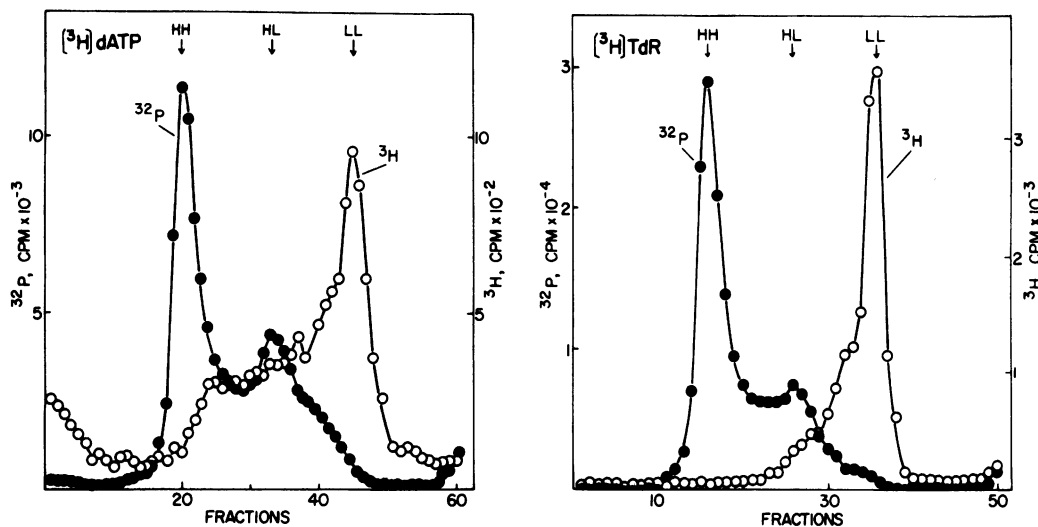 [³H] dATP
HH
HL
LL
³²P
³H
10
5
10
5
³²P, CPM × 10⁻³
³H, CPM × 10⁻²
20
40
60
FRACTIONS
[³H] TdR
HH
HL
LL
³²P
³H
3
2
1
3
2
1
³²P, CPM × 10⁻⁴
³H, CPM × 10⁻³
10
30
50
FRACTIONS